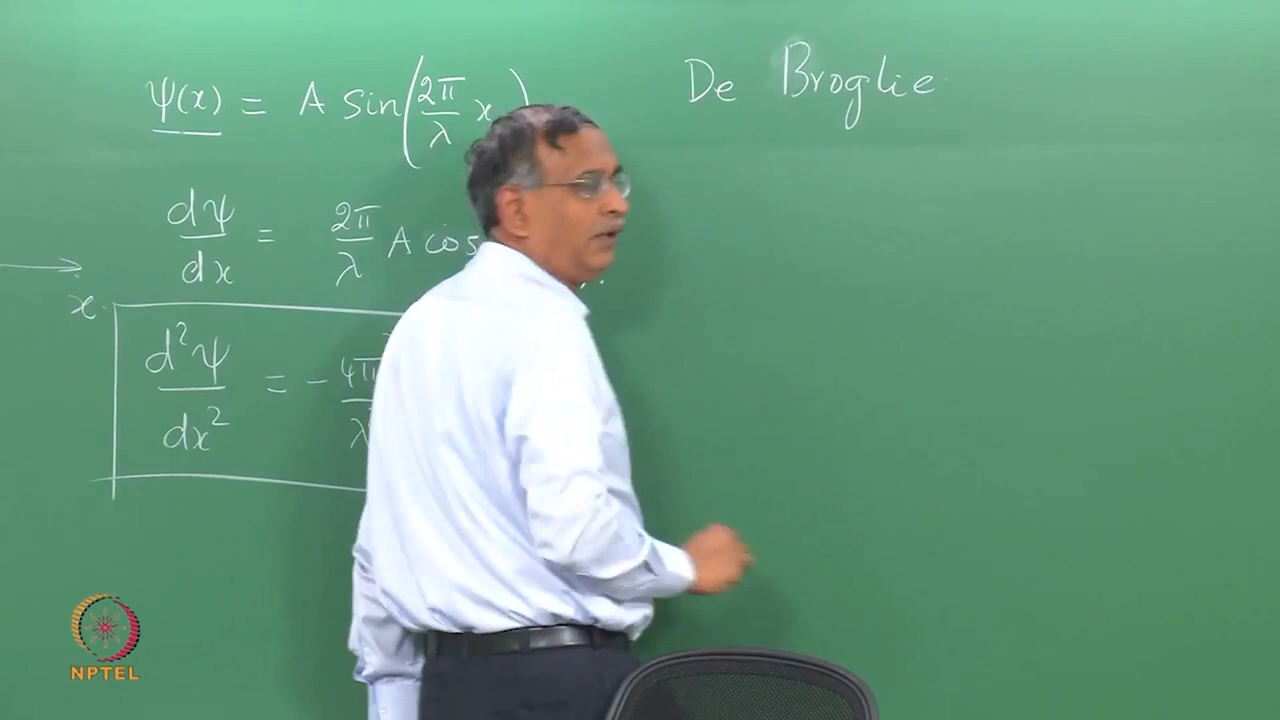 ψ(x) = A Sin(2π/λ x)
De Broglie
dψ/dx = 2π/λ A cos
x
d²ψ/dx² = - 4π/λ
NPTEL